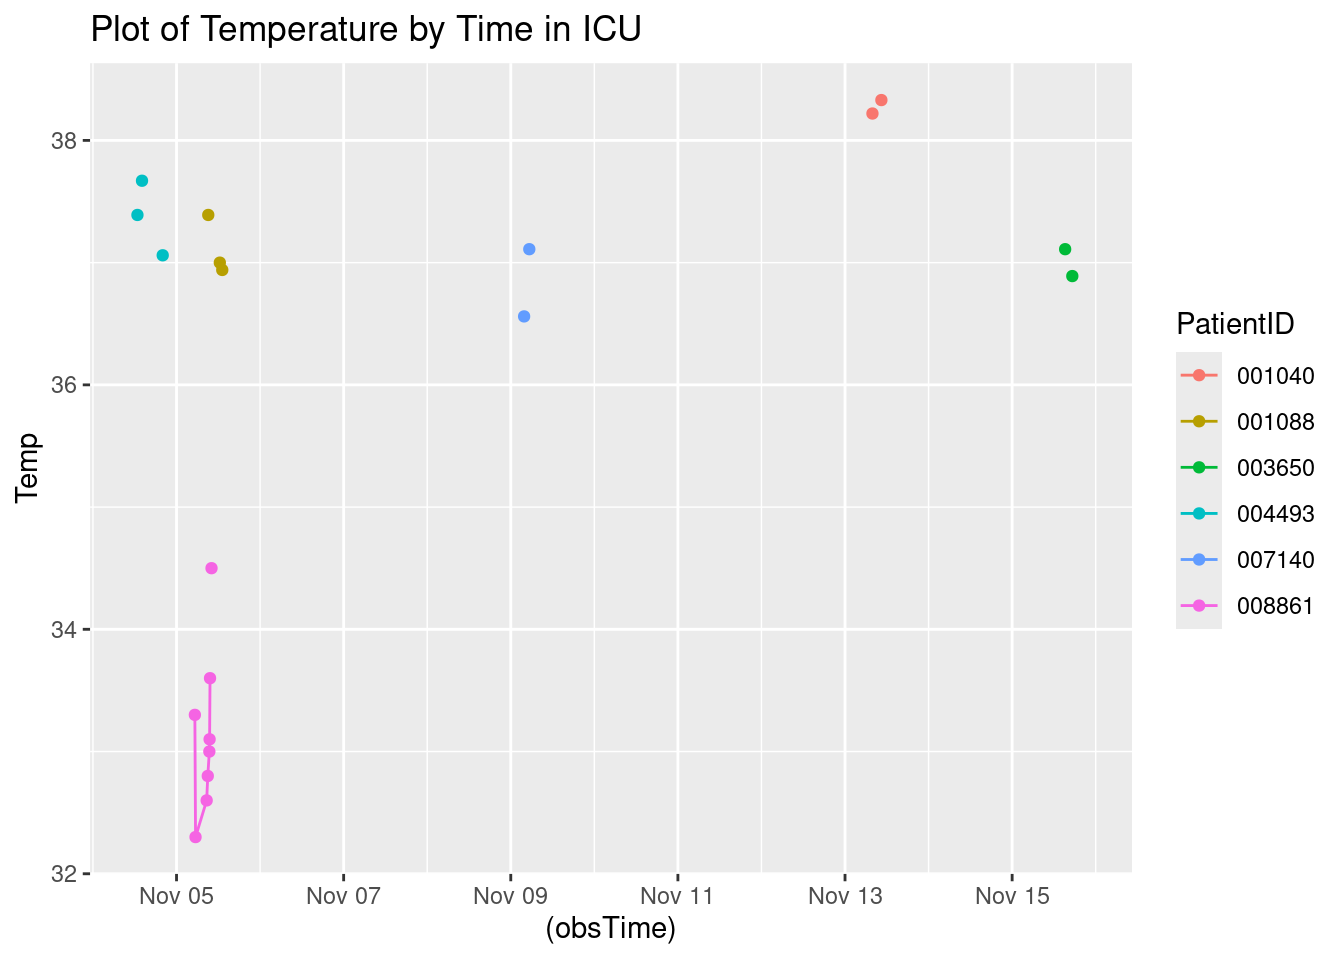 Plot of Temperature by Time in ICU
38
36
34
32
Temp
Nov 05 Nov 07 Nov 09 Nov 11 Nov 13 Nov 15
(obsTime)
PatientID
001040
001088
003650
004493
007140
008861